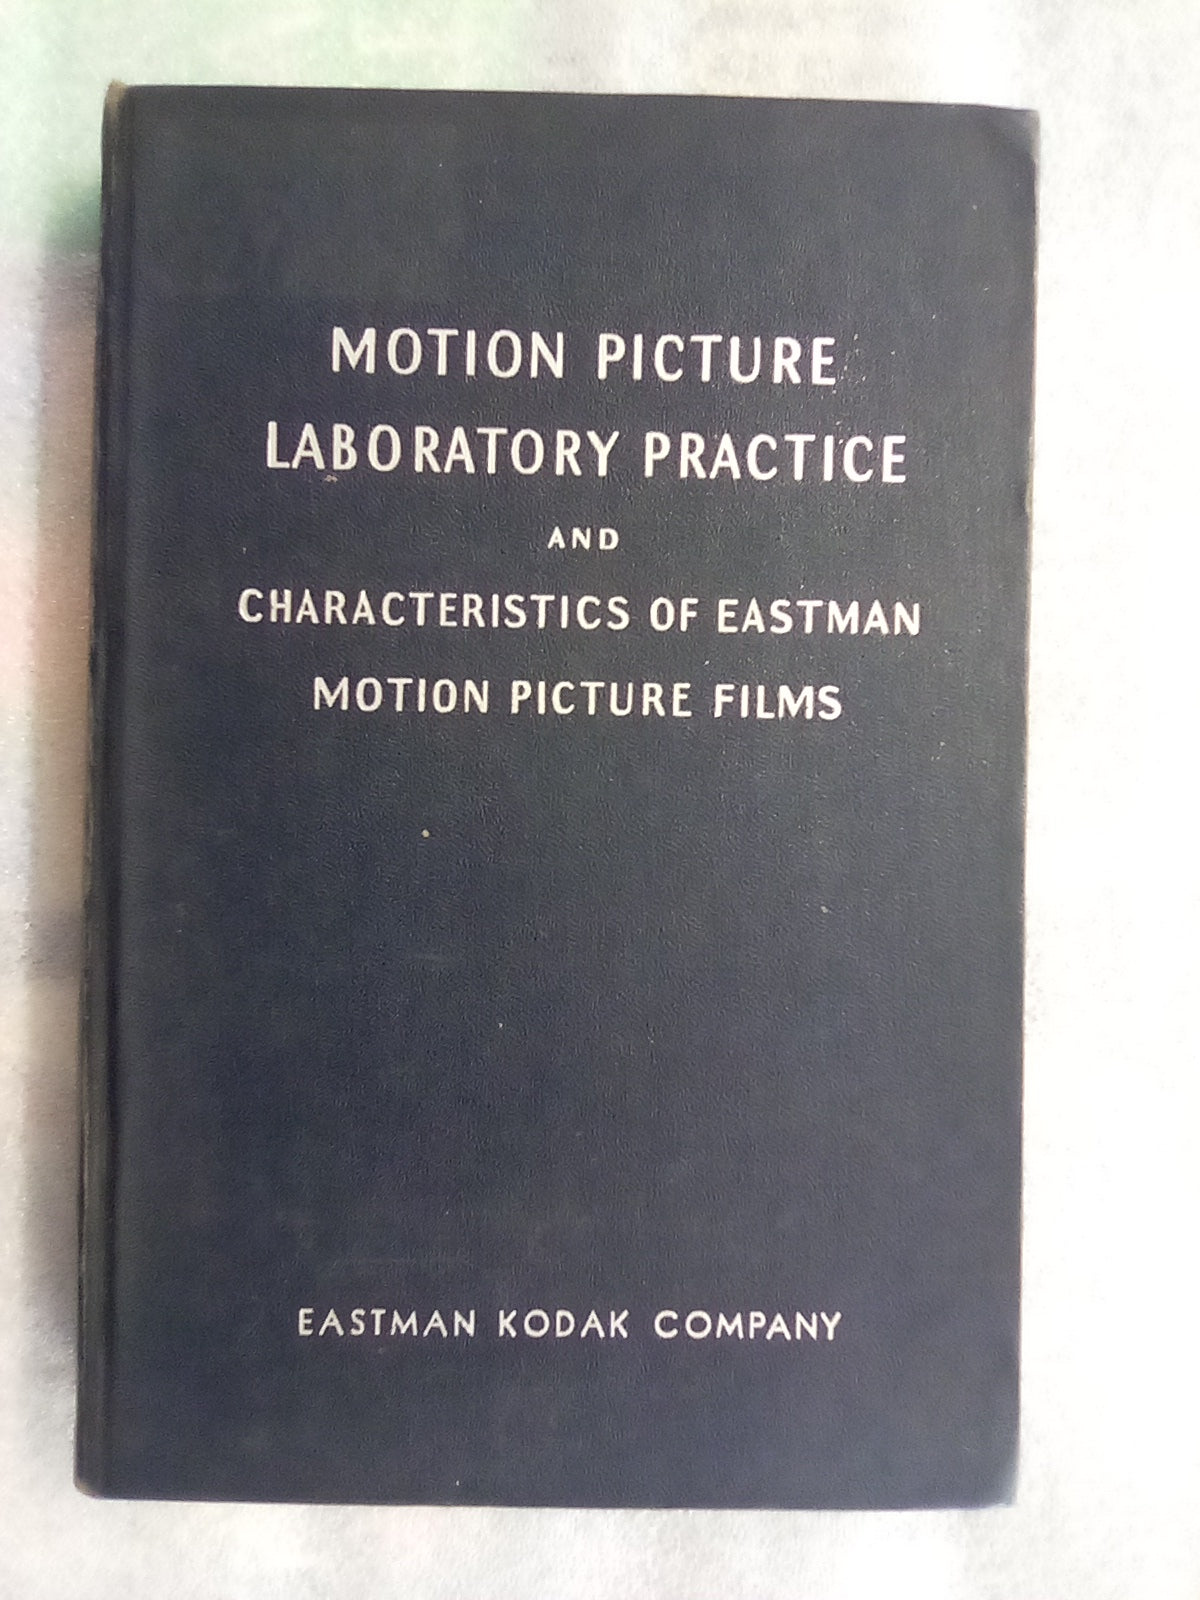 MOTION PICTURE
LABORATORY PRACTICE
AND
CHARACTERISTICS OF EASTMAN
MOTION PICTURE FILMS
EASTMAN KODAK COMPANY